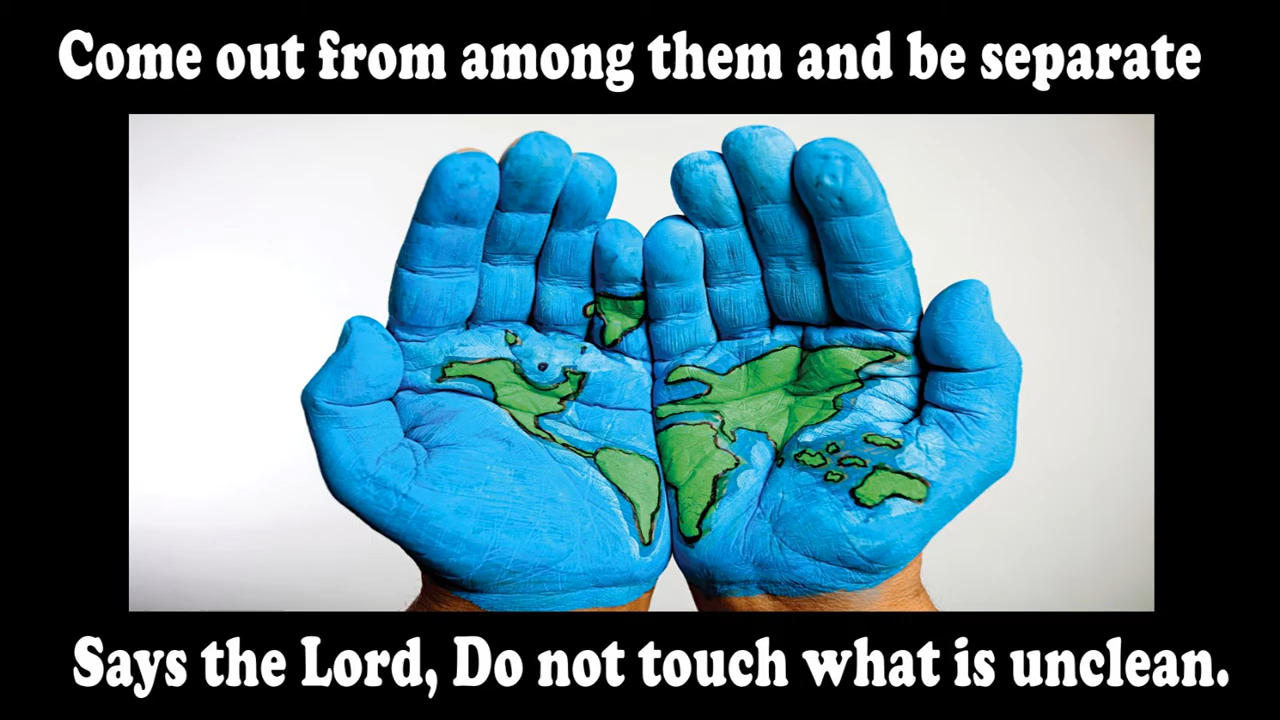 Come out from among them and be separate
Says the Lord, Do not touch what is unclean.